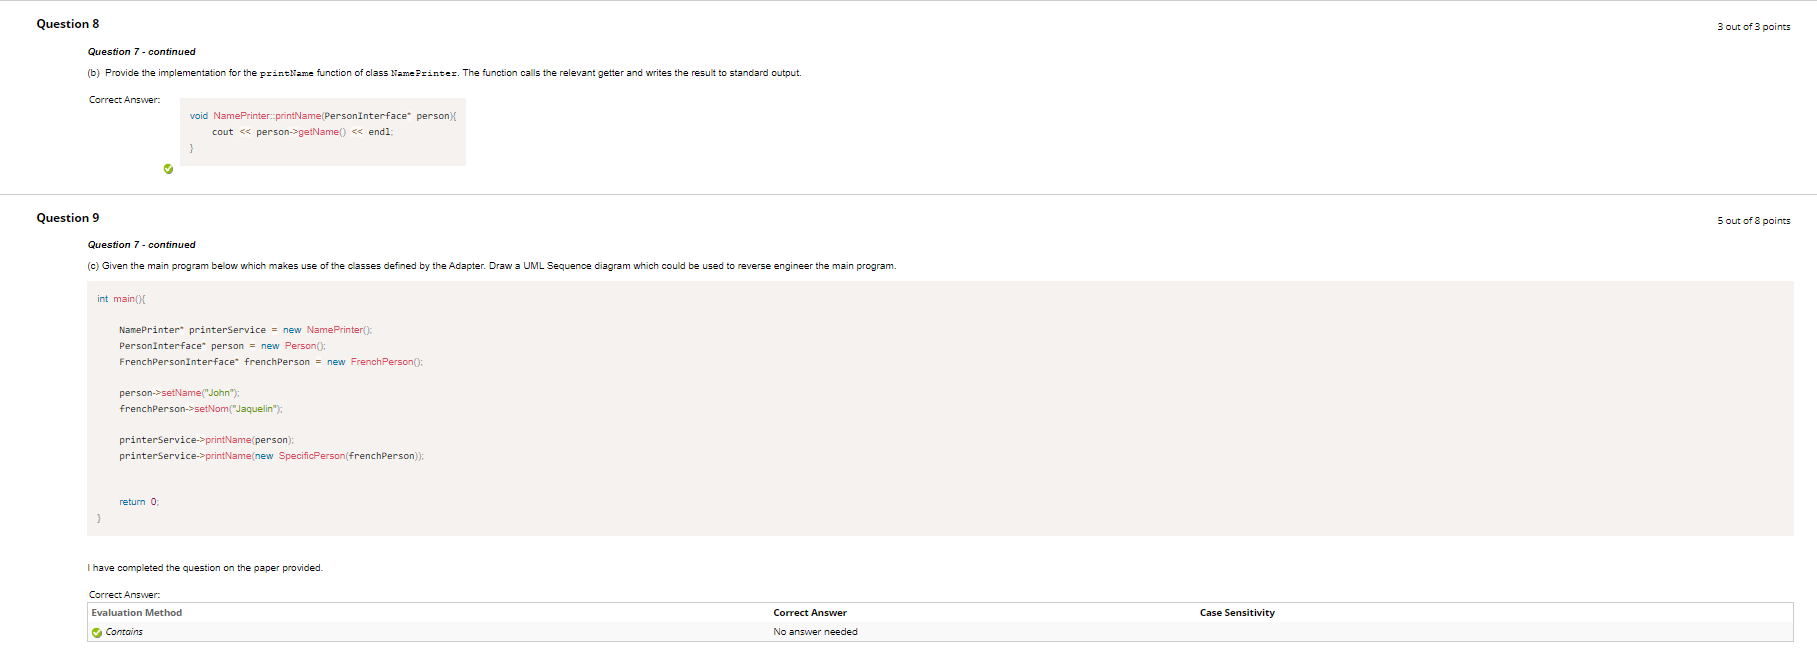 Question 8
3 out of 3 points
Question 7 - continued
(b) Provide the implementation for the printName function of class NamePrinter. The function calls the relevant getter and writes the result to standard output.
Correct Answer:
void NamePrinter::printName(PersonInterface* person){
cout << person->getName() << endl;
}
Question 9
5 out of 8 points
Question 7 - continued
(c) Given the main program below which makes use of the classes defined by the Adapter. Draw a UML Sequence diagram which could be used to reverse engineer the main program.
int main(){
NamePrinter* printerService = new NamePrinter();
PersonInterface* person = new Person();
FrenchPersonInterface* frenchPerson = new FrenchPerson();
person->setName("John");
frenchPerson->setNom("Jaquelin");
printerService->printName(person);
printerService->printName(new SpecificPerson(frenchPerson));
return 0;
}
I have completed the question on the paper provided.
Correct Answer:
Evaluation Method Correct Answer Case Sensitivity
Contains No answer needed